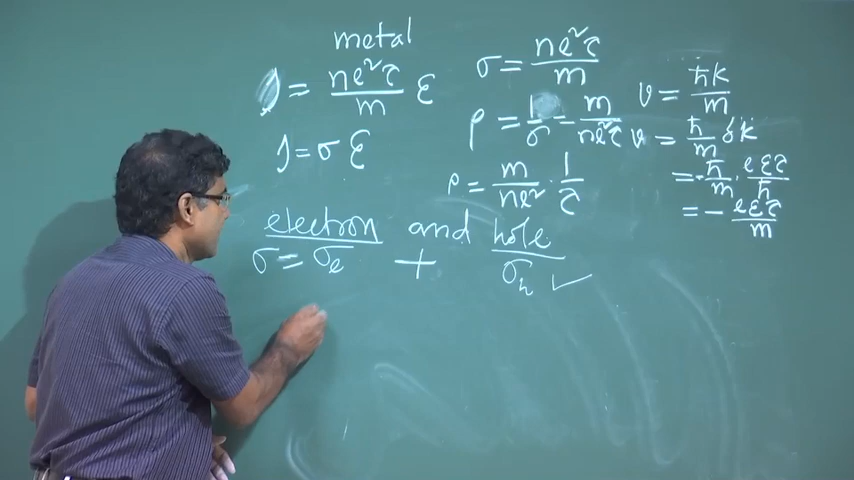 metal
J = ne²τ/m ε
J = σ ε
σ = ne²τ/m
ρ = 1/σ = m/ne²τ
ρ = m/ne² · 1/τ
v = ħk/m
v = ħ/m δk
= - ħ/m · eετ/ħ
= - eετ/m
electron and hole
σ = σe + σh ✓